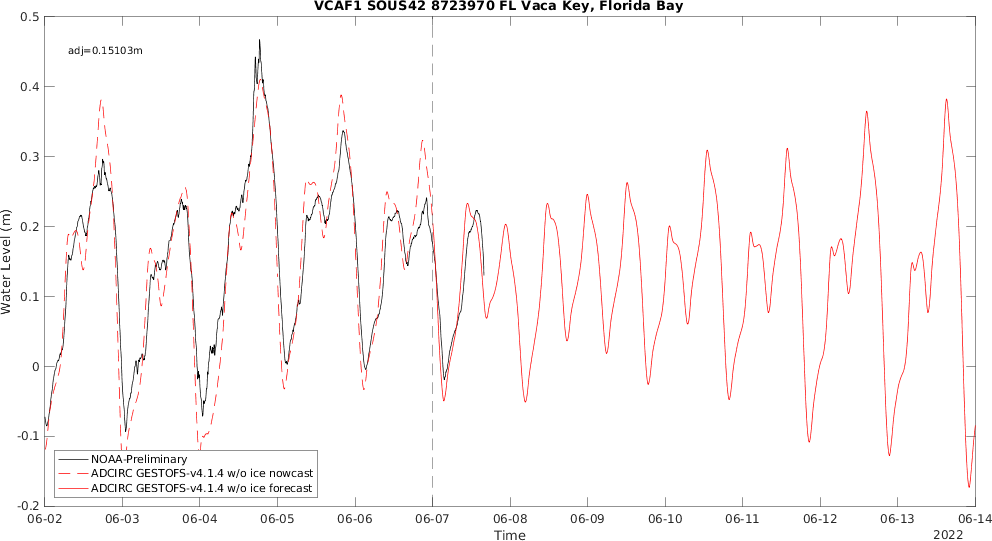 VCAF1 SOUS42 8723970 FL Vaca Key, Florida Bay
adj=0.15103m
0.5
0.4
0.3
0.2
0.1
0
-0.1
-0.2
Water Level (m)
NOAA-Preliminary
ADCIRC GESTOFS-v4.1.4 w/o ice nowcast
ADCIRC GESTOFS-v4.1.4 w/o ice forecast
06-02 06-03 06-04 06-05 06-06 06-07 06-08 06-09 06-10 06-11 06-12 06-13 06-14
Time
2022